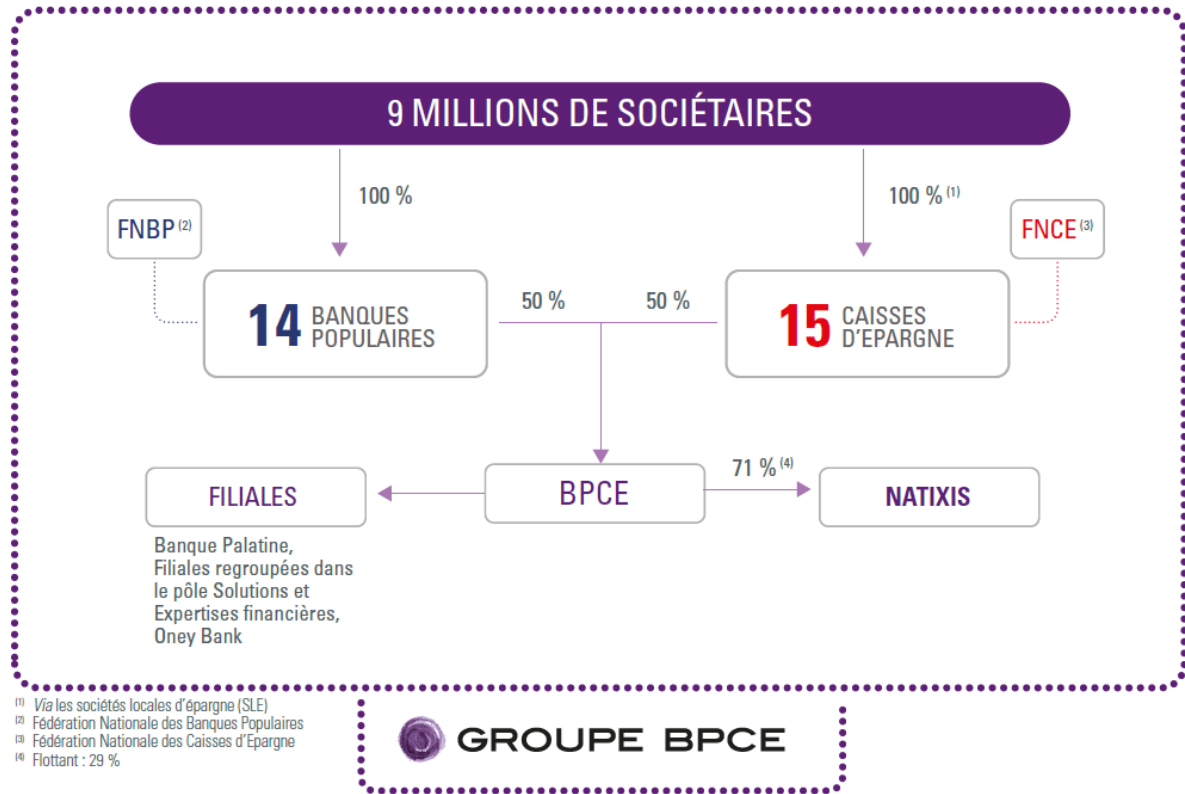 9 MILLIONS DE SOCIÉTAIRES
100 %
100 % (1)
FNBP (2)
FNCE (3)
14 BANQUES
POPULAIRES
50 %
50 %
15 CAISSES
D'EPARGNE
FILIALES
BPCE
71 % (4)
NATIXIS
Banque Palatine,
Filiales regroupées dans
le pôle Solutions et
Expertises financières,
Oney Bank
(1) Via les sociétés locales d'épargne (SLE)
(2) Fédération Nationale des Banques Populaires
(3) Fédération Nationale des Caisses d'Epargne
(4) Flottant : 29 %
GROUPE BPCE